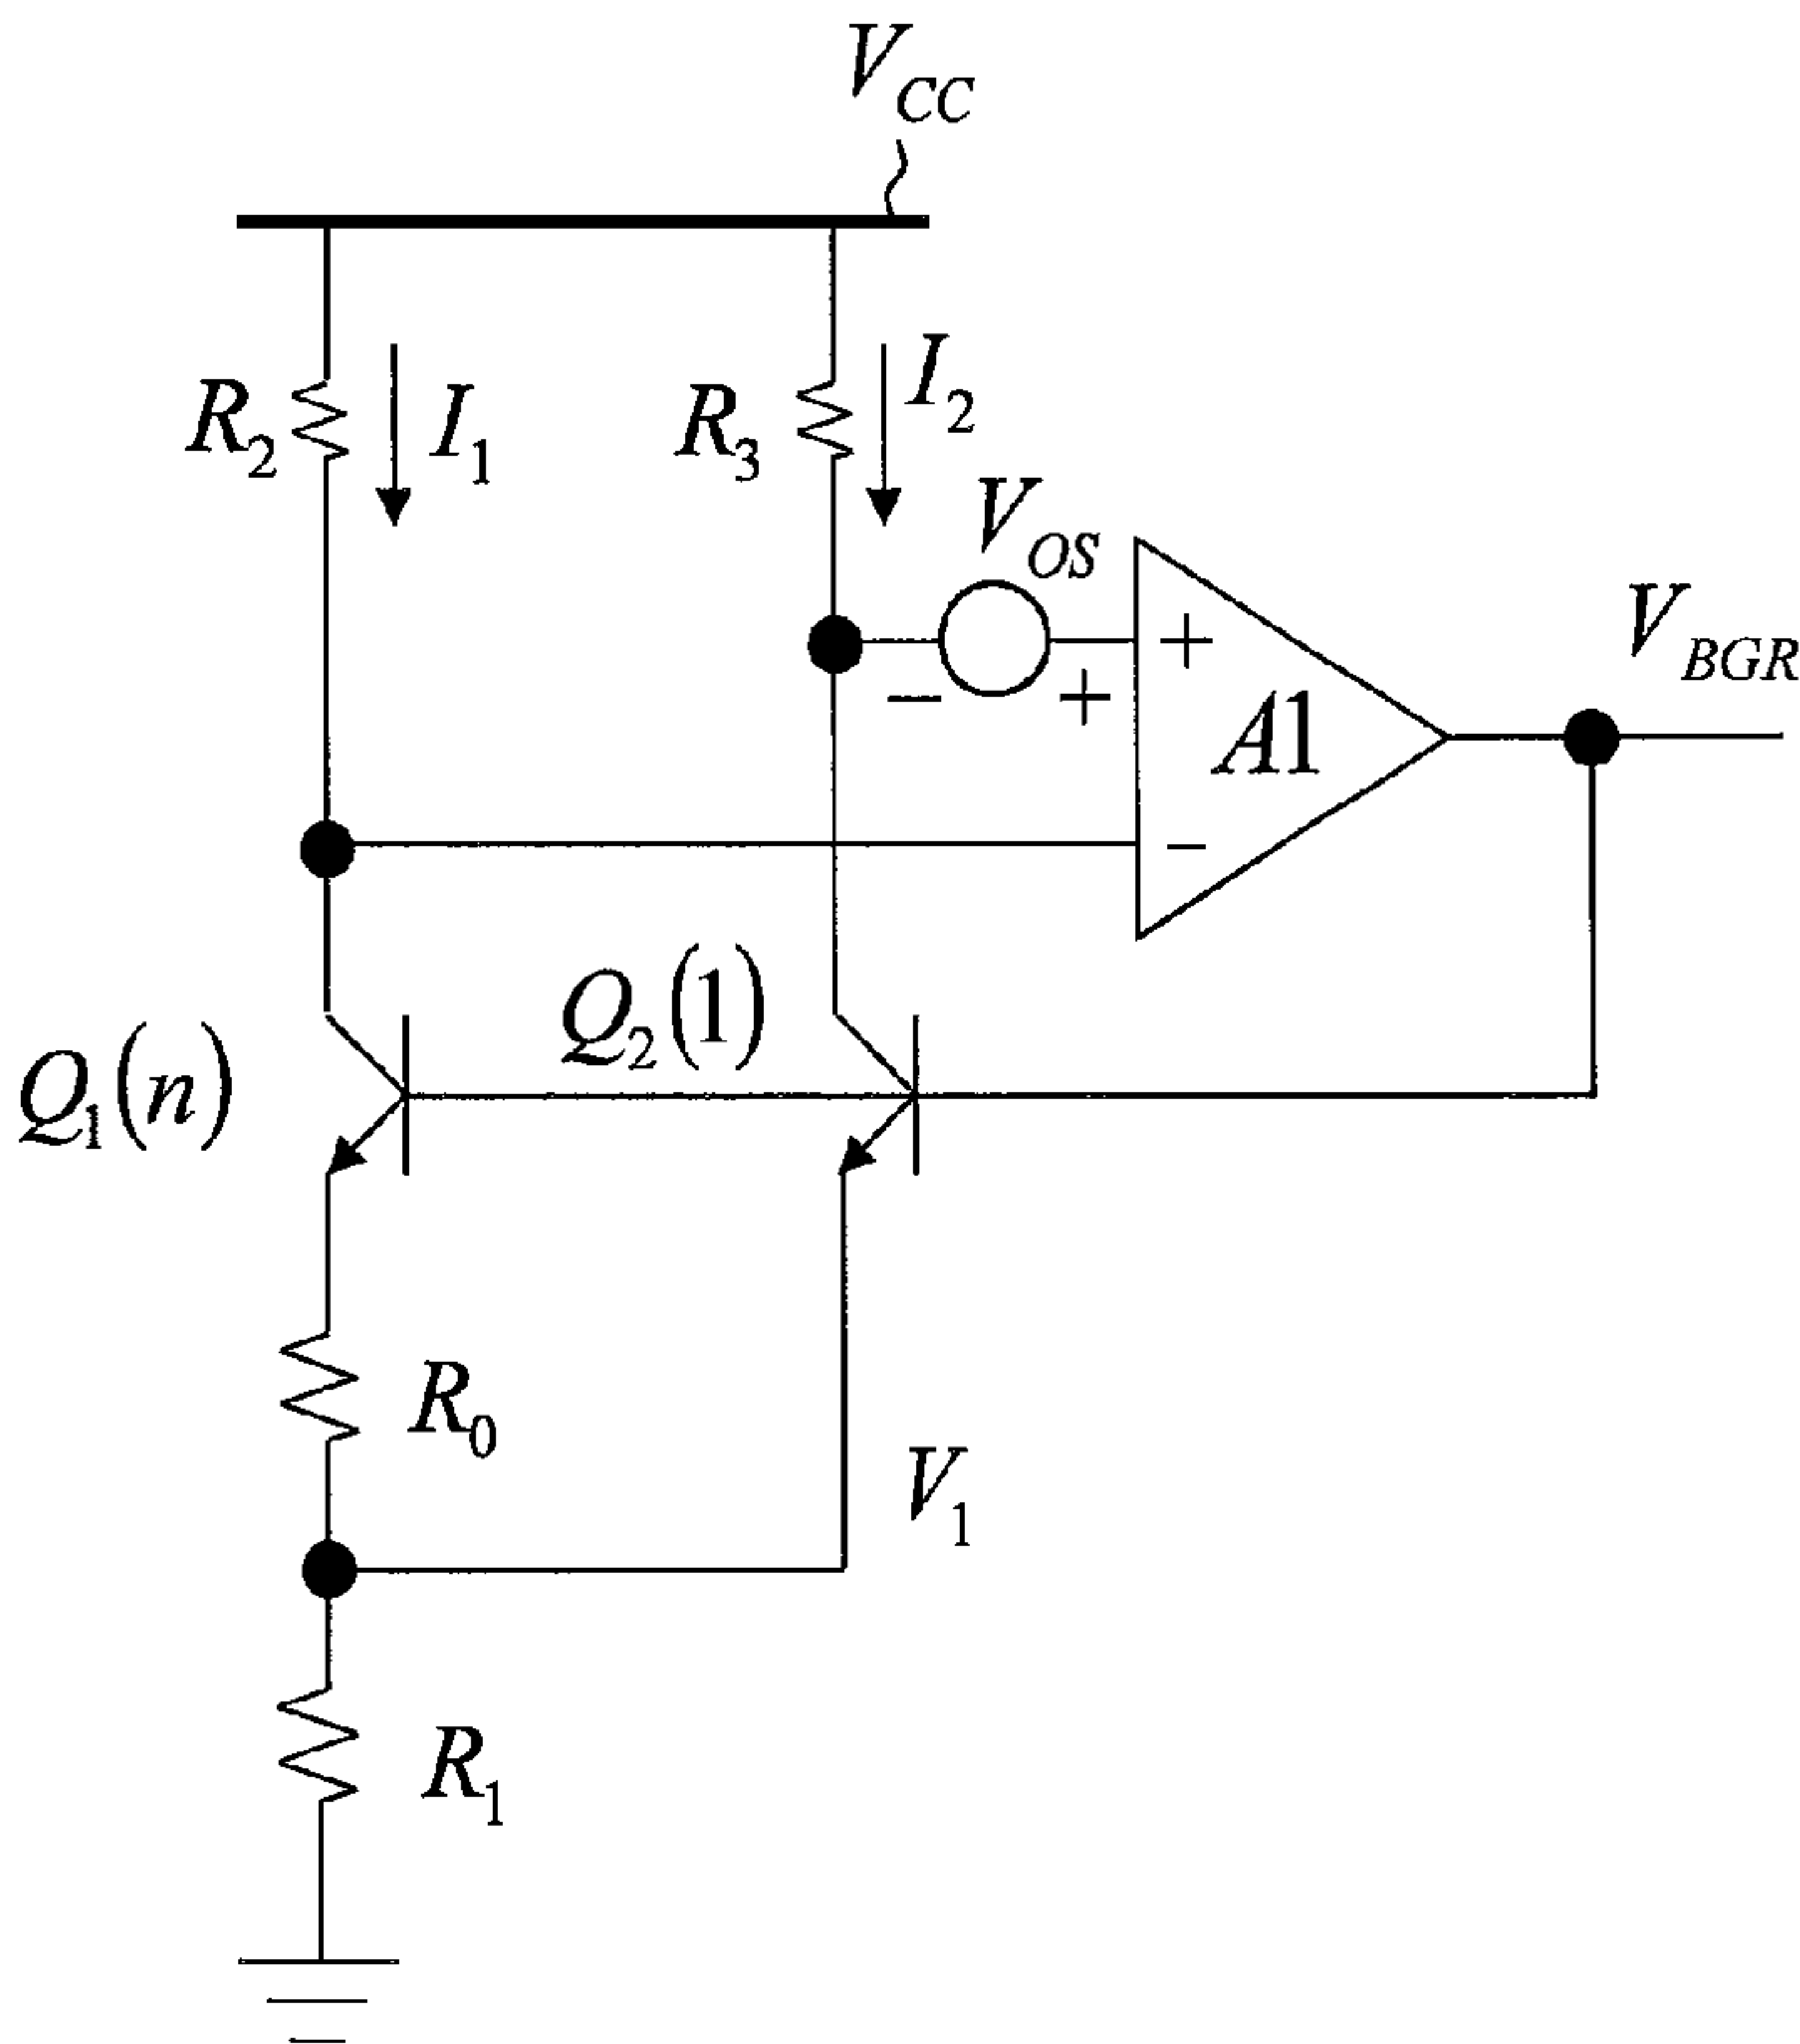 V_CC
R_2
I_1
R_3
I_2
V_OS
+
- +
A1
V_BGR
-
Q_2(1)
Q_1(n)
R_0
V_1
R_1